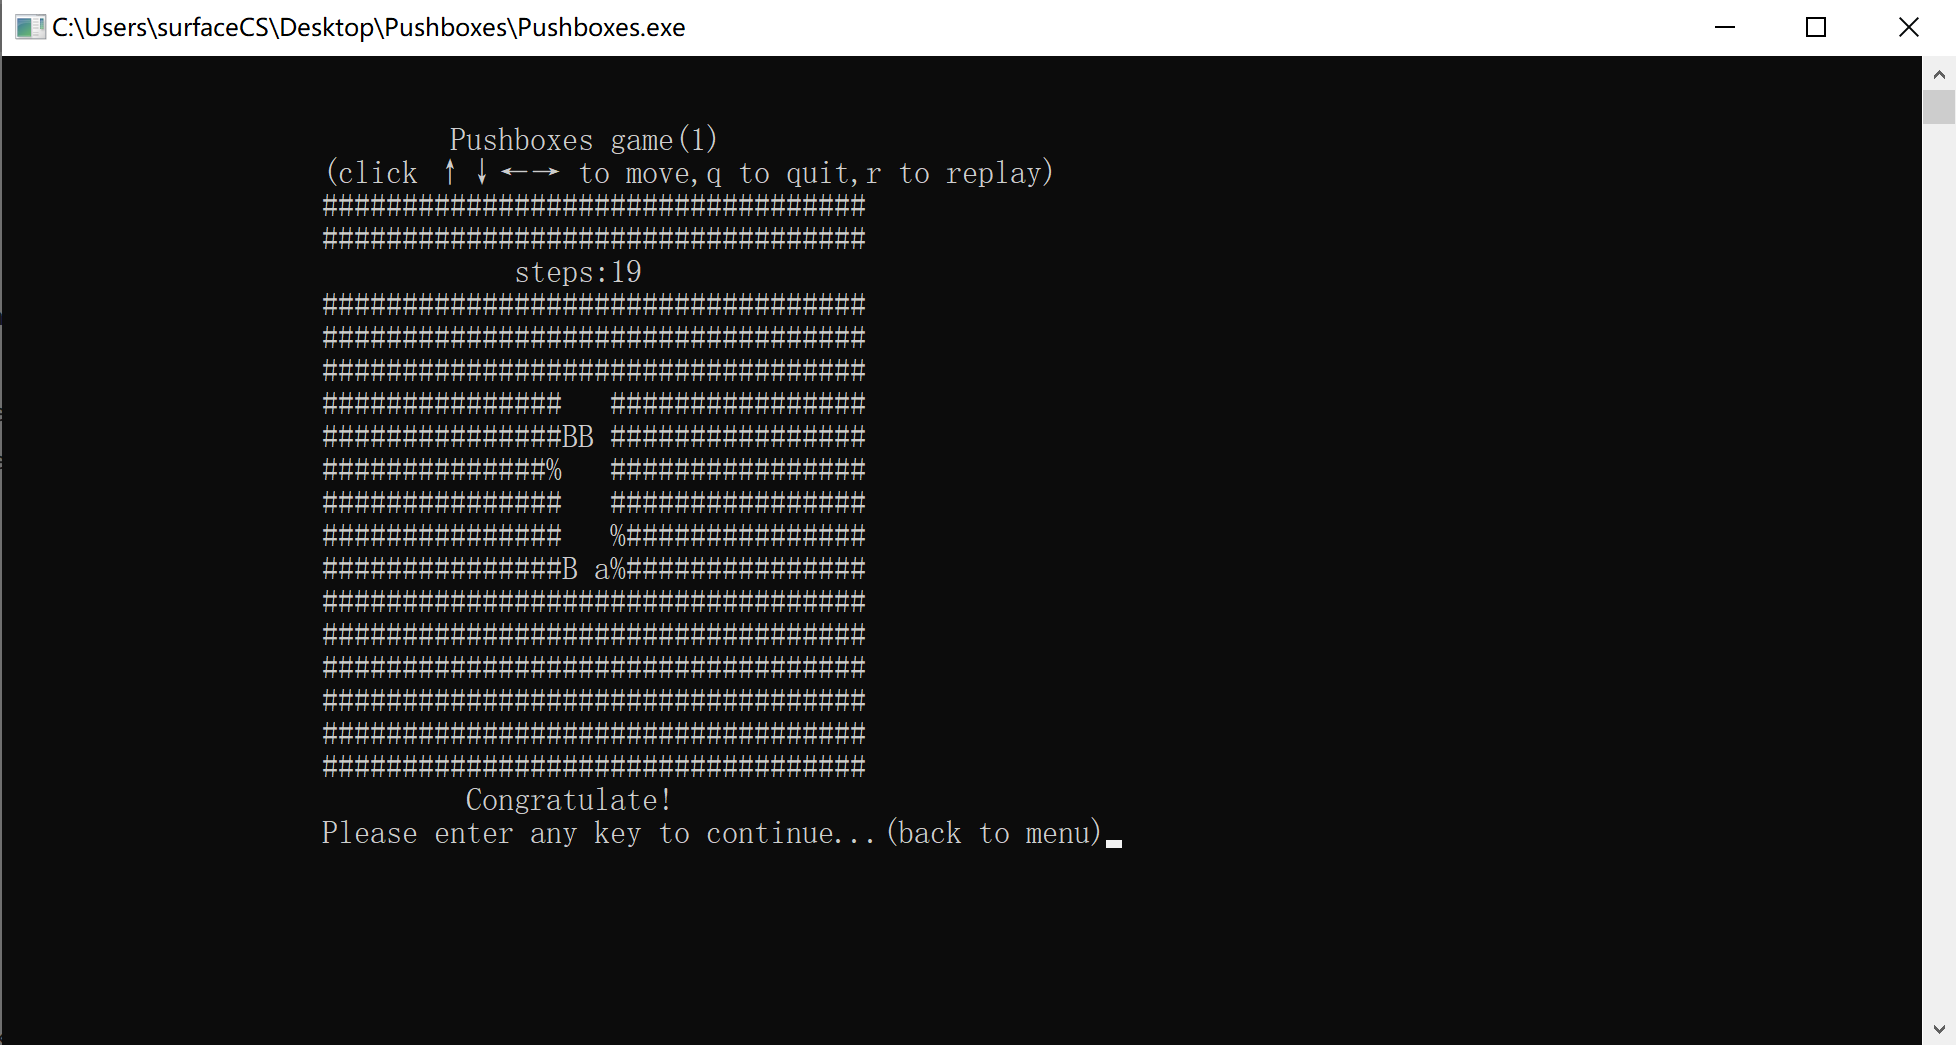 C:\Users\surfaceCS\Desktop\Pushboxes\Pushboxes.exe
Pushboxes game(1)
(click ↑↓←→ to move,q to quit,r to replay)
##################################
##################################
steps:19
##################################
##################################
##################################
###############   ################
###############BB ################
##############%   ################
###############   ################
###############   %###############
###############B a%###############
##################################
##################################
##################################
##################################
##################################
##################################
Congratulate!
Please enter any key to continue...(back to menu)